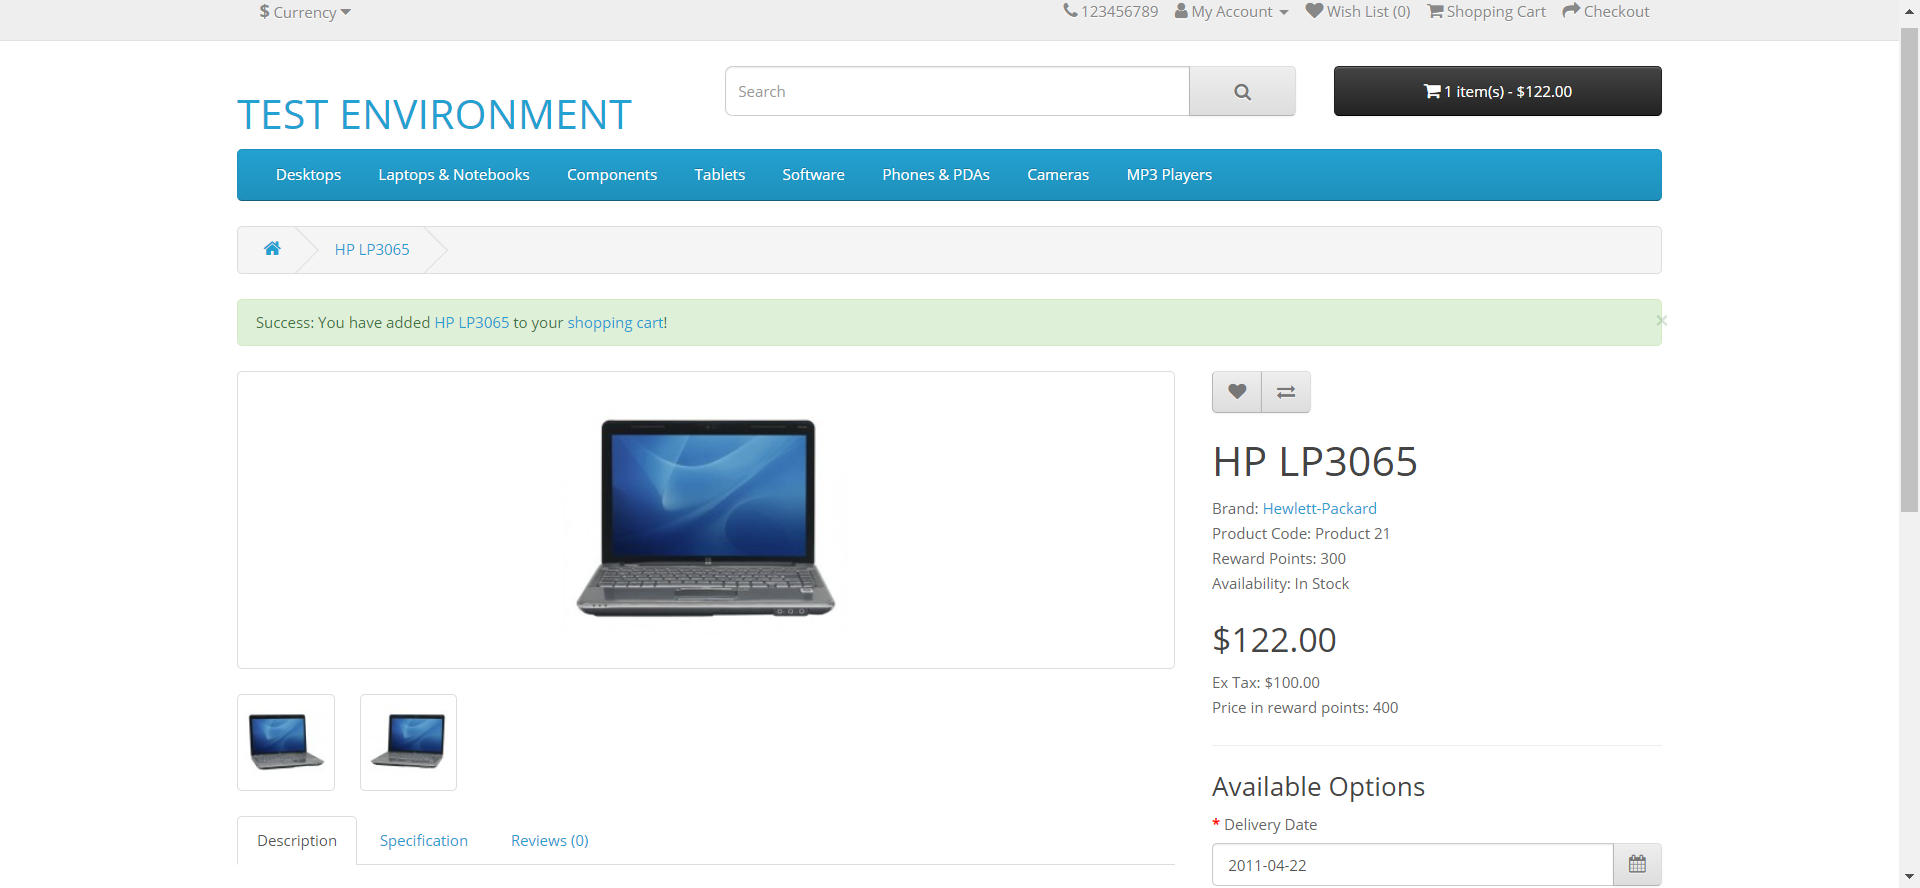 $ Currency
123456789 My Account Wish List (0) Shopping Cart Checkout
TEST ENVIRONMENT
Search
1 item(s) - $122.00
Desktops Laptops & Notebooks Components Tablets Software Phones & PDAs Cameras MP3 Players
HP LP3065
Success: You have added HP LP3065 to your shopping cart!
×
HP LP3065
Brand: Hewlett-Packard
Product Code: Product 21
Reward Points: 300
Availability: In Stock
$122.00
Ex Tax: $100.00
Price in reward points: 400
Available Options
* Delivery Date
2011-04-22
Description Specification Reviews (0)